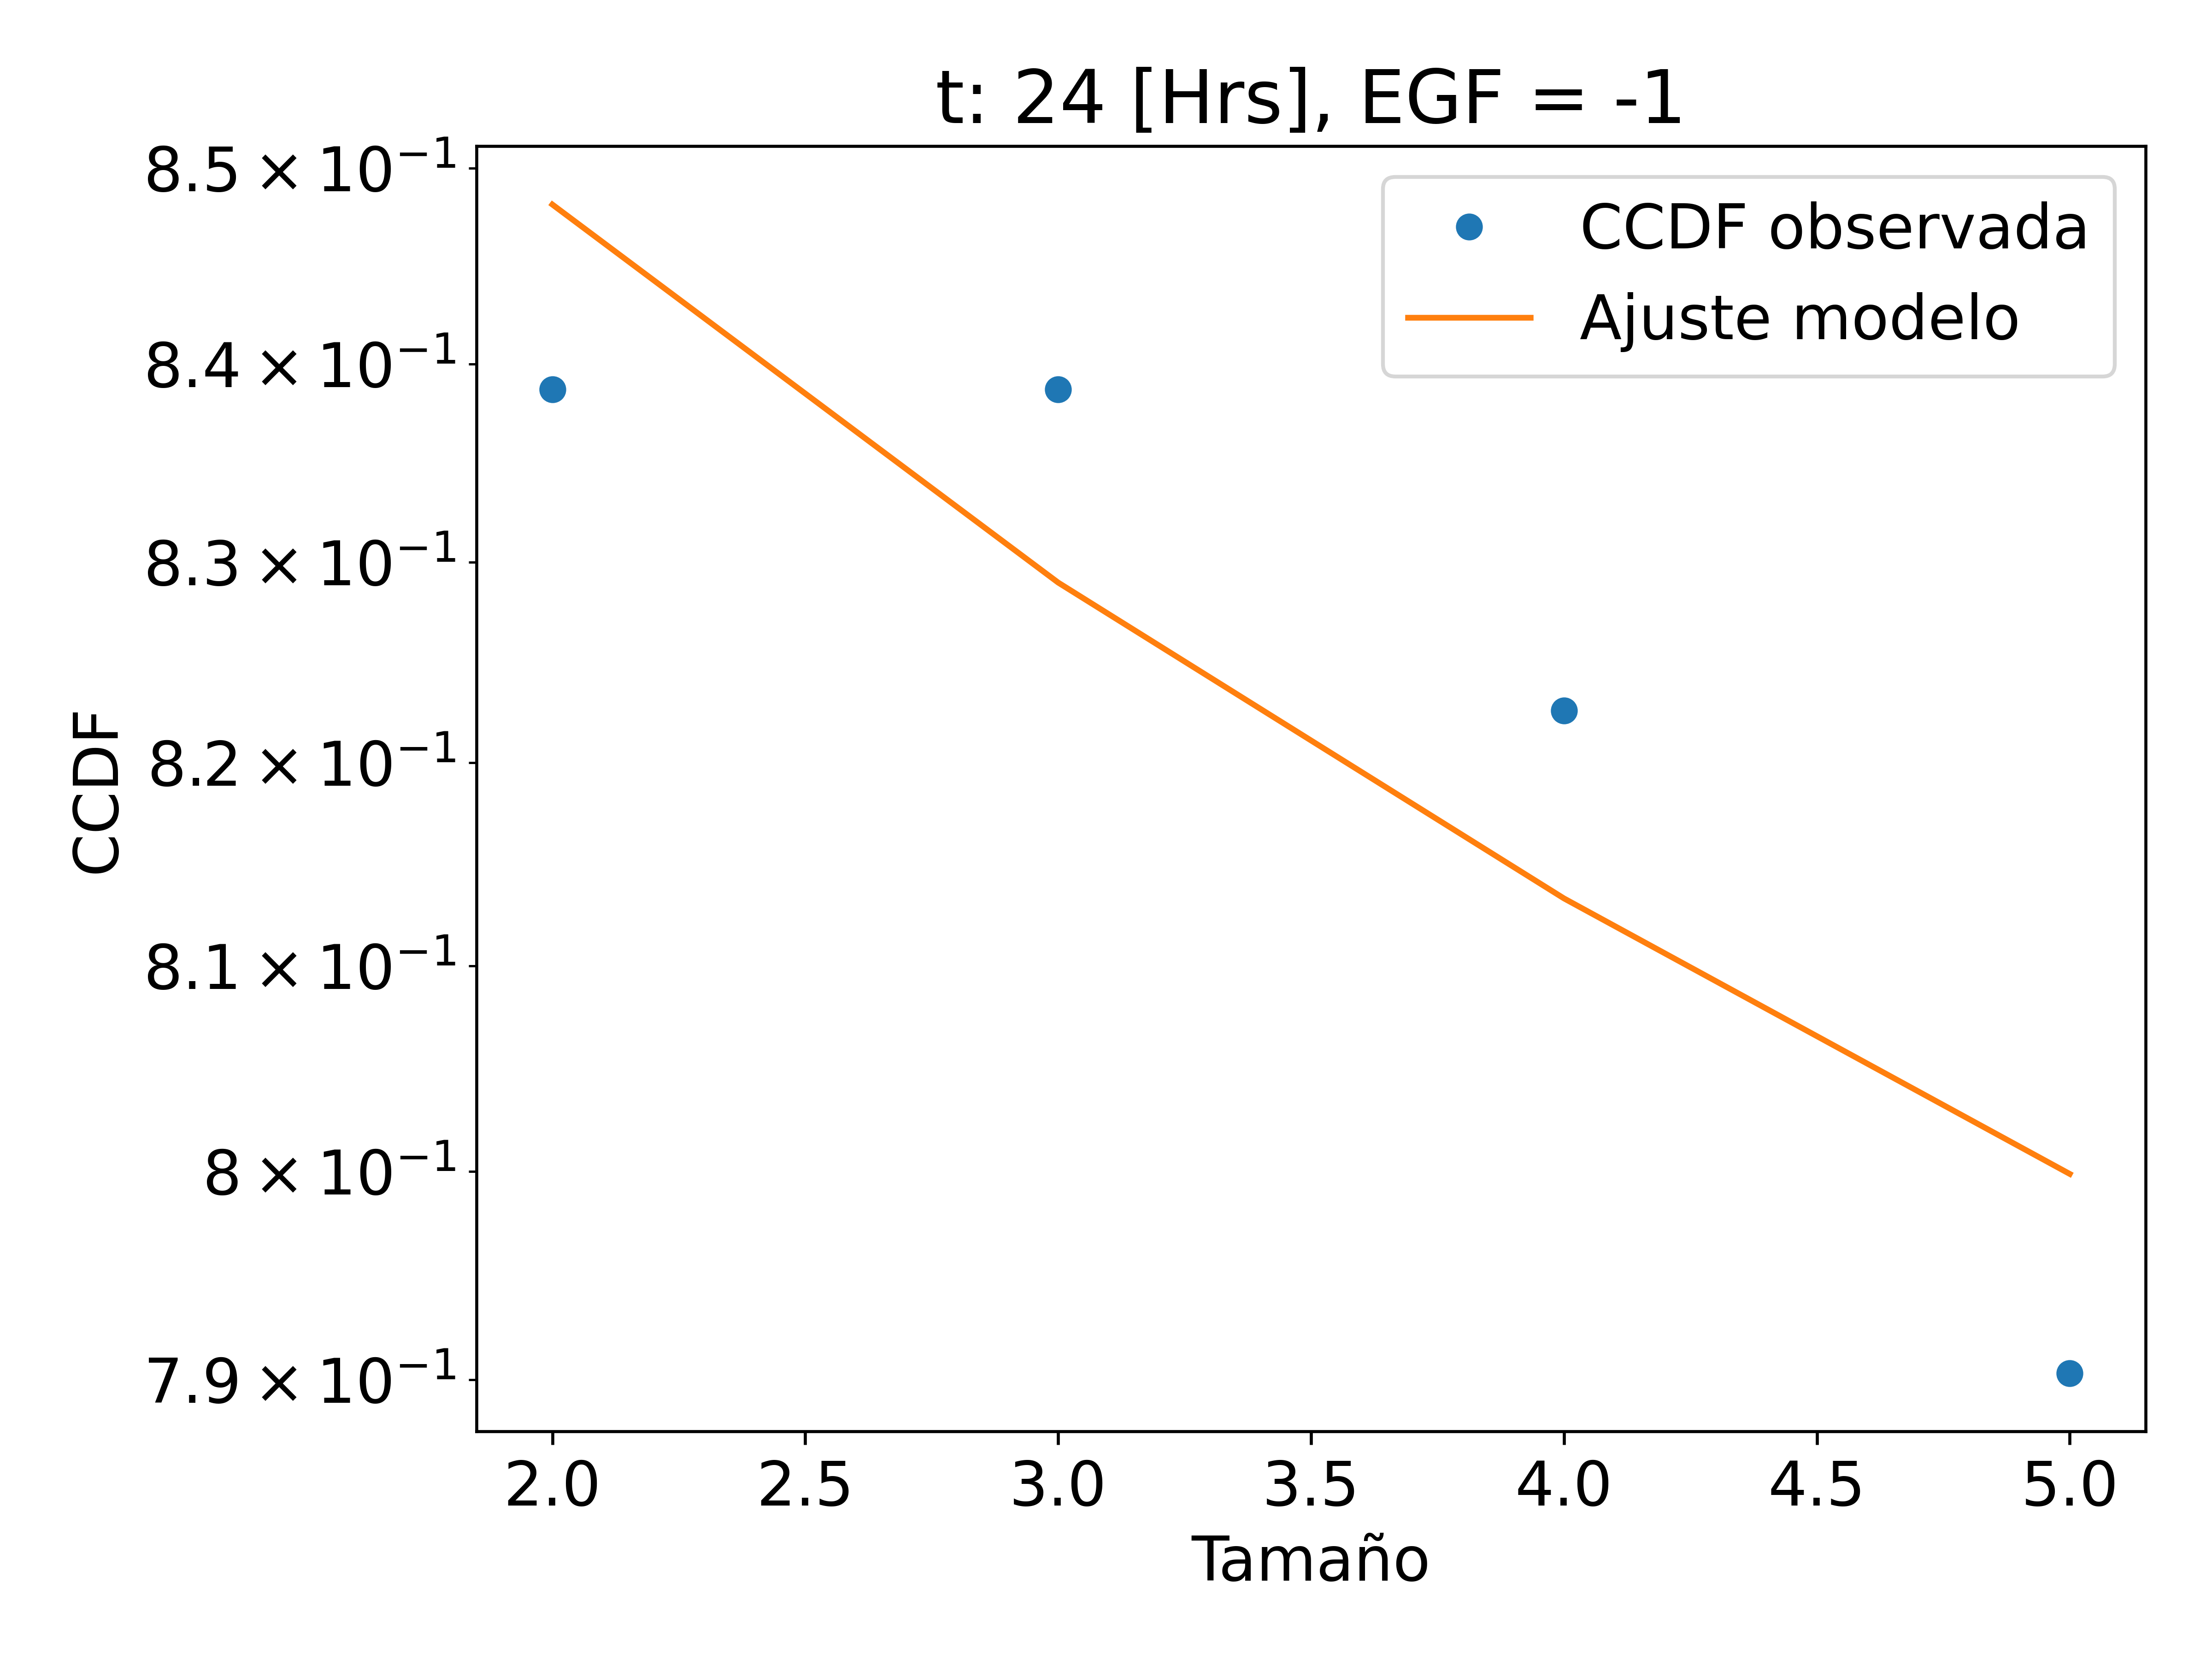 t: 24 [Hrs], EGF = -1
8.5 × 10⁻¹
8.4 × 10⁻¹
8.3 × 10⁻¹
8.2 × 10⁻¹
8.1 × 10⁻¹
8 × 10⁻¹
7.9 × 10⁻¹
CCDF
CCDF observada
Ajuste modelo
2.0 2.5 3.0 3.5 4.0 4.5 5.0
Tamaño